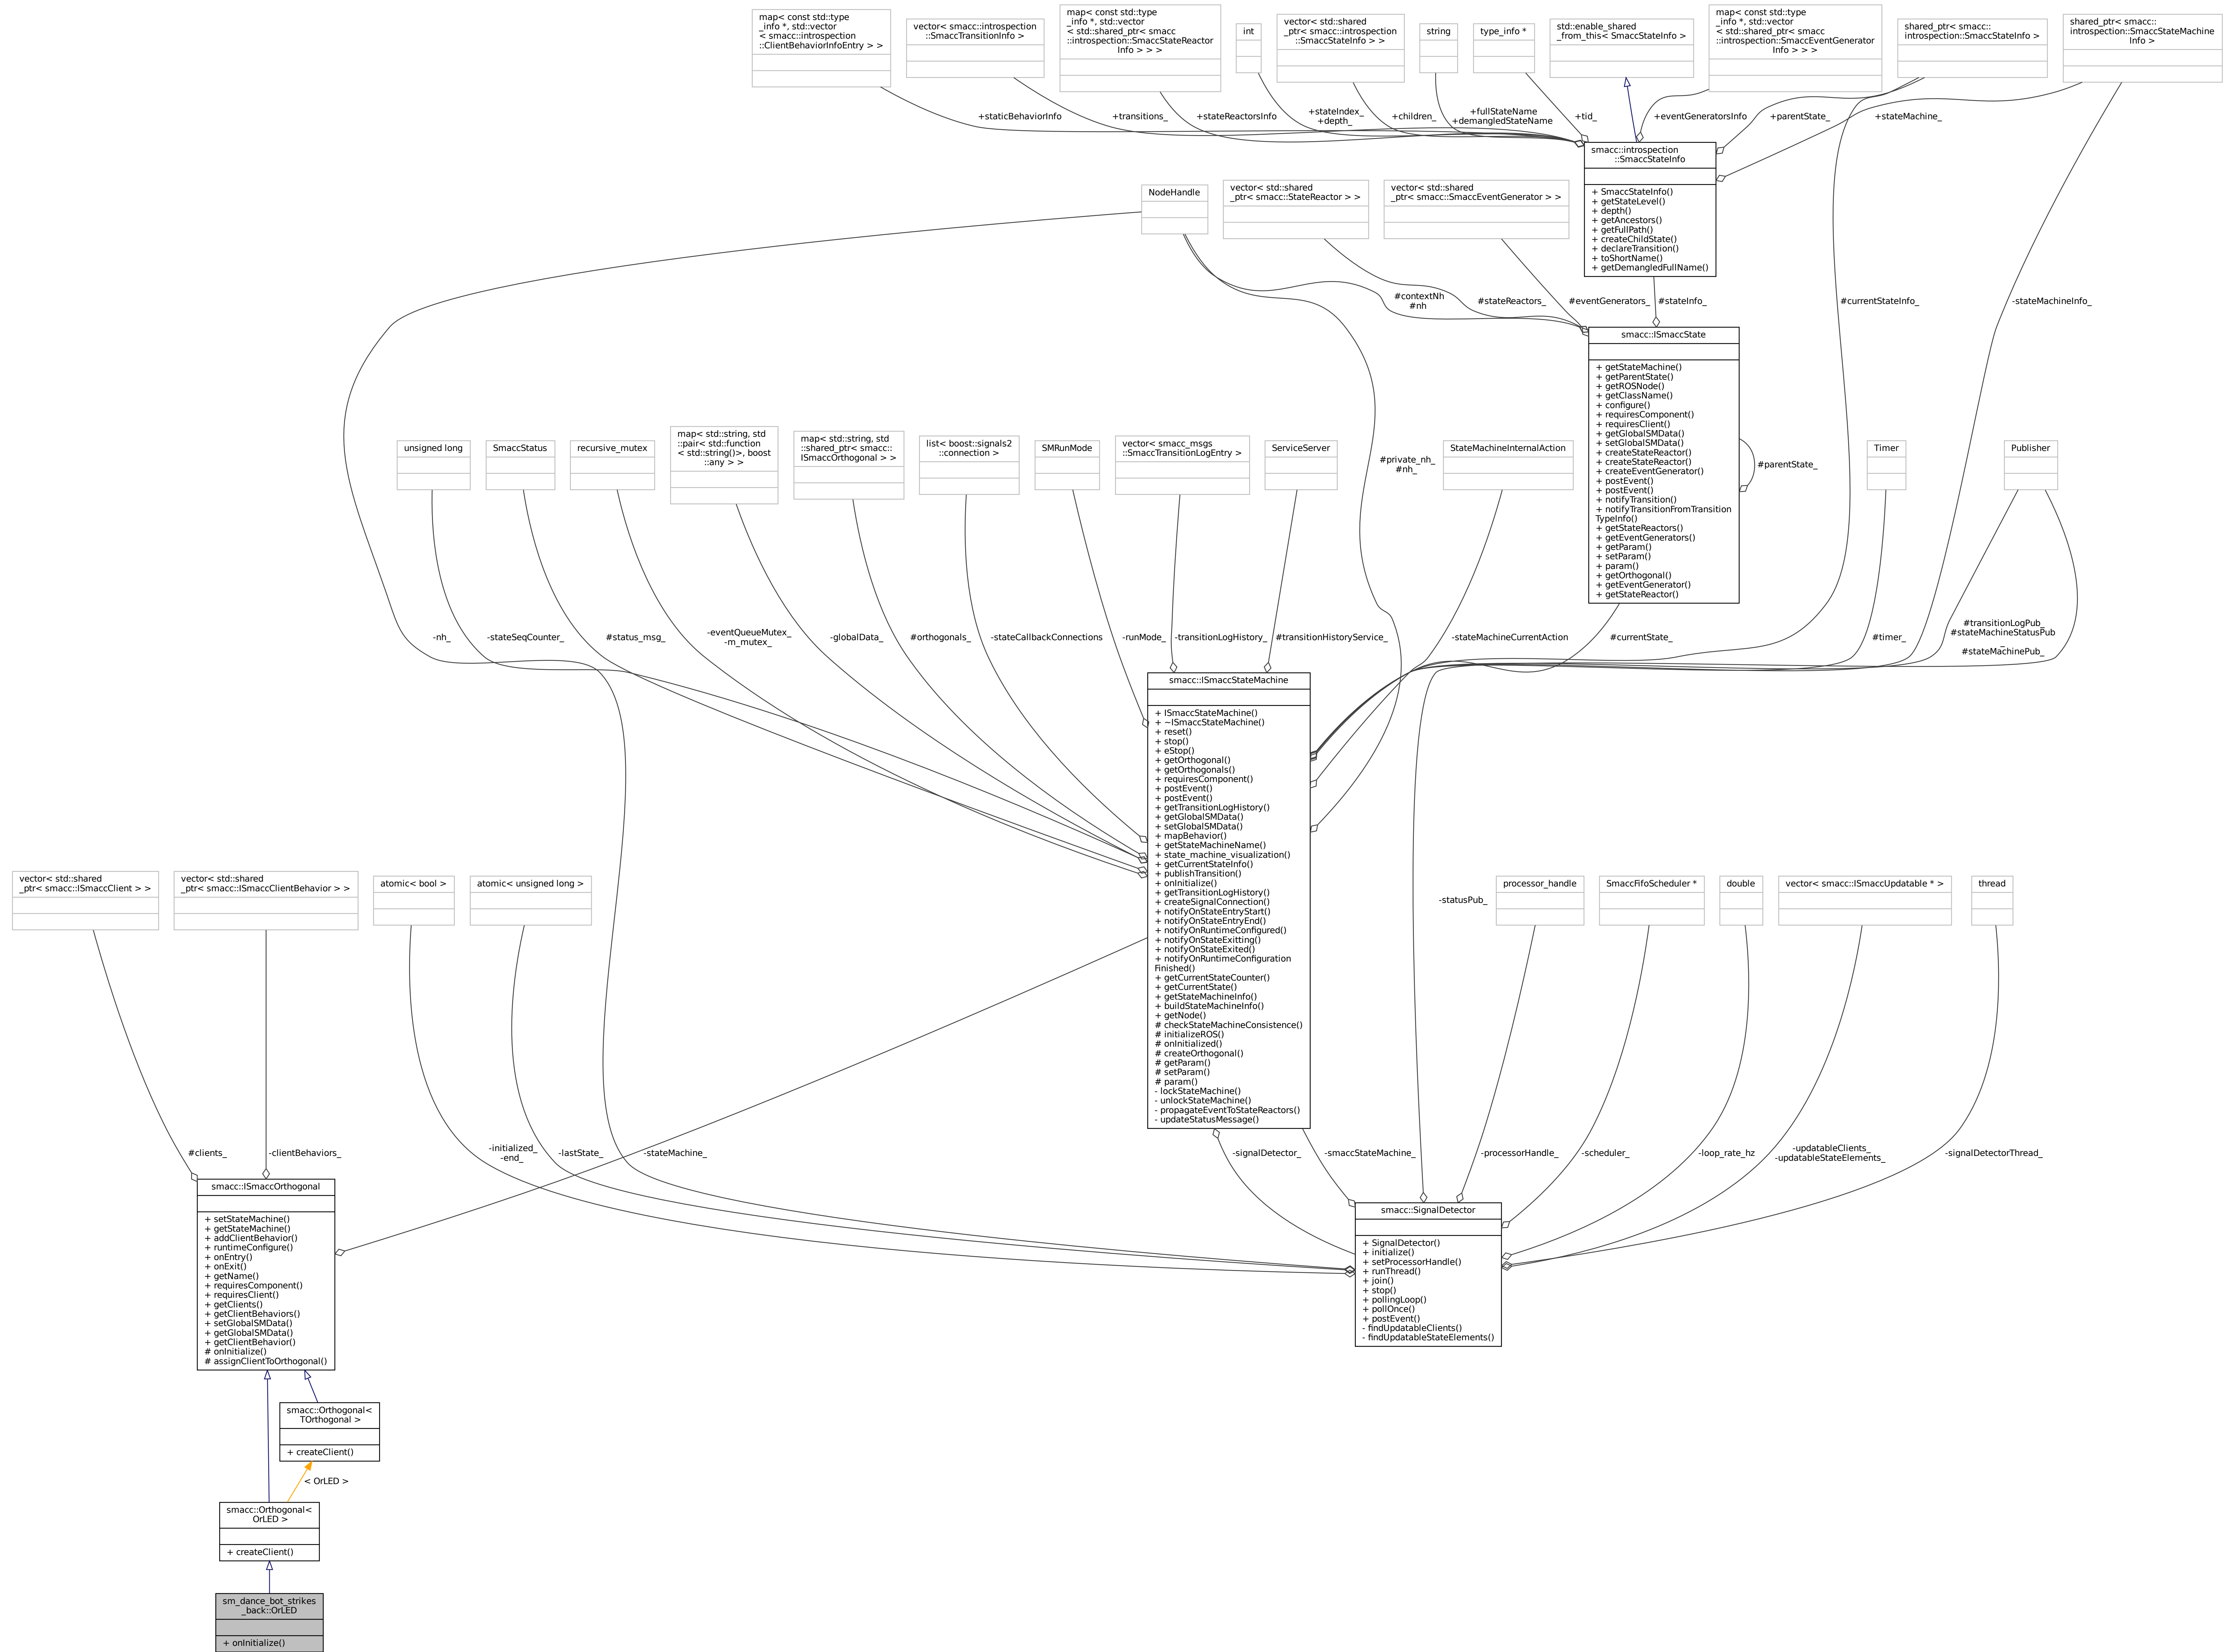 map< const std::type
_info *, std::vector
< smacc::introspection
::ClientBehaviorInfoEntry > >
vector< smacc::introspection
::SmaccTransitionInfo >
map< const std::type
_info *, std::vector
< std::shared_ptr< smacc
::introspection::SmaccStateReactor
Info > > >
int
vector< std::shared
_ptr< smacc::introspection
::SmaccStateInfo > >
string
type_info *
std::enable_shared
_from_this< SmaccStateInfo >
map< const std::type
_info *, std::vector
< std::shared_ptr< smacc
::introspection::SmaccEventGenerator
Info > > >
shared_ptr< smacc::
introspection::SmaccStateInfo >
shared_ptr< smacc::
introspection::SmaccStateMachine
Info >
+staticBehaviorInfo
+transitions_
+stateReactorsInfo
+stateIndex_
+depth_
+children_
+fullStateName
+demangledStateName
+tid_
+eventGeneratorsInfo
+parentState_
+stateMachine_
smacc::introspection
::SmaccStateInfo
+ SmaccStateInfo()
+ getStateLevel()
+ depth()
+ getAncestors()
+ getFullPath()
+ createChildState()
+ declareTransition()
+ toShortName()
+ getDemangledFullName()
NodeHandle
vector< std::shared
_ptr< smacc::StateReactor > >
vector< std::shared
_ptr< smacc::SmaccEventGenerator > >
#contextNh
#nh
#stateReactors_
#eventGenerators_
#stateInfo_
#currentStateInfo_
-stateMachineInfo_
smacc::ISmaccState
+ getStateMachine()
+ getParentState()
+ getROSNode()
+ getClassName()
+ configure()
+ requiresComponent()
+ requiresClient()
+ getGlobalSMData()
+ setGlobalSMData()
+ createStateReactor()
+ createStateReactor()
+ createEventGenerator()
+ postEvent()
+ postEvent()
+ notifyTransition()
+ notifyTransitionFromTransition
TypeInfo()
+ getStateReactors()
+ getEventGenerators()
+ getParam()
+ setParam()
+ param()
+ getOrthogonal()
+ getEventGenerator()
+ getStateReactor()
#parentState_
unsigned long
SmaccStatus
recursive_mutex
map< std::string, std
::pair< std::function
< std::string()>, boost
::any > >
map< std::string, std
::shared_ptr< smacc::
ISmaccOrthogonal > >
list< boost::signals2
::connection >
SMRunMode
vector< smacc_msgs
::SmaccTransitionLogEntry >
ServiceServer
#private_nh_
#nh_
StateMachineInternalAction
Timer
Publisher
-nh_
-stateSeqCounter_
#status_msg_
-eventQueueMutex_
-m_mutex_
-globalData_
#orthogonals_
-stateCallbackConnections
-runMode_
-transitionLogHistory_
#transitionHistoryService_
-stateMachineCurrentAction
#currentState_
#timer_
#transitionLogPub_
#stateMachineStatusPub
_
#stateMachinePub_
smacc::ISmaccStateMachine
+ ISmaccStateMachine()
+ ~ISmaccStateMachine()
+ reset()
+ stop()
+ eStop()
+ getOrthogonal()
+ getOrthogonals()
+ requiresComponent()
+ postEvent()
+ postEvent()
+ getTransitionLogHistory()
+ getGlobalSMData()
+ setGlobalSMData()
+ mapBehavior()
+ getStateMachineName()
+ state_machine_visualization()
+ getCurrentStateInfo()
+ publishTransition()
+ onInitialize()
+ getTransitionLogHistory()
+ createSignalConnection()
+ notifyOnStateEntryStart()
+ notifyOnStateEntryEnd()
+ notifyOnRuntimeConfigured()
+ notifyOnStateExitting()
+ notifyOnStateExited()
+ notifyOnRuntimeConfiguration
Finished()
+ getCurrentStateCounter()
+ getCurrentState()
+ getStateMachineInfo()
+ buildStateMachineInfo()
+ getNode()
# checkStateMachineConsistence()
# initializeROS()
# onInitialized()
# createOrthogonal()
# getParam()
# setParam()
# param()
- lockStateMachine()
- unlockStateMachine()
- propagateEventToStateReactors()
- updateStatusMessage()
vector< std::shared
_ptr< smacc::ISmaccClient > >
vector< std::shared
_ptr< smacc::ISmaccClientBehavior > >
atomic< bool >
atomic< unsigned long >
-statusPub_
processor_handle
SmaccFifoScheduler *
double
vector< smacc::ISmaccUpdatable * >
thread
#clients_
-clientBehaviors_
-initialized_
-end_
-lastState_
-stateMachine_
-signalDetector_
-smaccStateMachine_
-processorHandle_
-scheduler_
-loop_rate_hz
-updatableClients_
-updatableStateElements_
-signalDetectorThread_
smacc::ISmaccOrthogonal
+ setStateMachine()
+ getStateMachine()
+ addClientBehavior()
+ runtimeConfigure()
+ onEntry()
+ onExit()
+ getName()
+ requiresComponent()
+ requiresClient()
+ getClients()
+ getClientBehaviors()
+ setGlobalSMData()
+ getGlobalSMData()
+ getClientBehavior()
# onInitialize()
# assignClientToOrthogonal()
smacc::SignalDetector
+ SignalDetector()
+ initialize()
+ setProcessorHandle()
+ runThread()
+ join()
+ stop()
+ pollingLoop()
+ pollOnce()
+ postEvent()
- findUpdatableClients()
- findUpdatableStateElements()
smacc::Orthogonal<
TOrthogonal >
+ createClient()
< OrLED >
smacc::Orthogonal<
OrLED >
+ createClient()
sm_dance_bot_strikes
_back::OrLED
+ onInitialize()